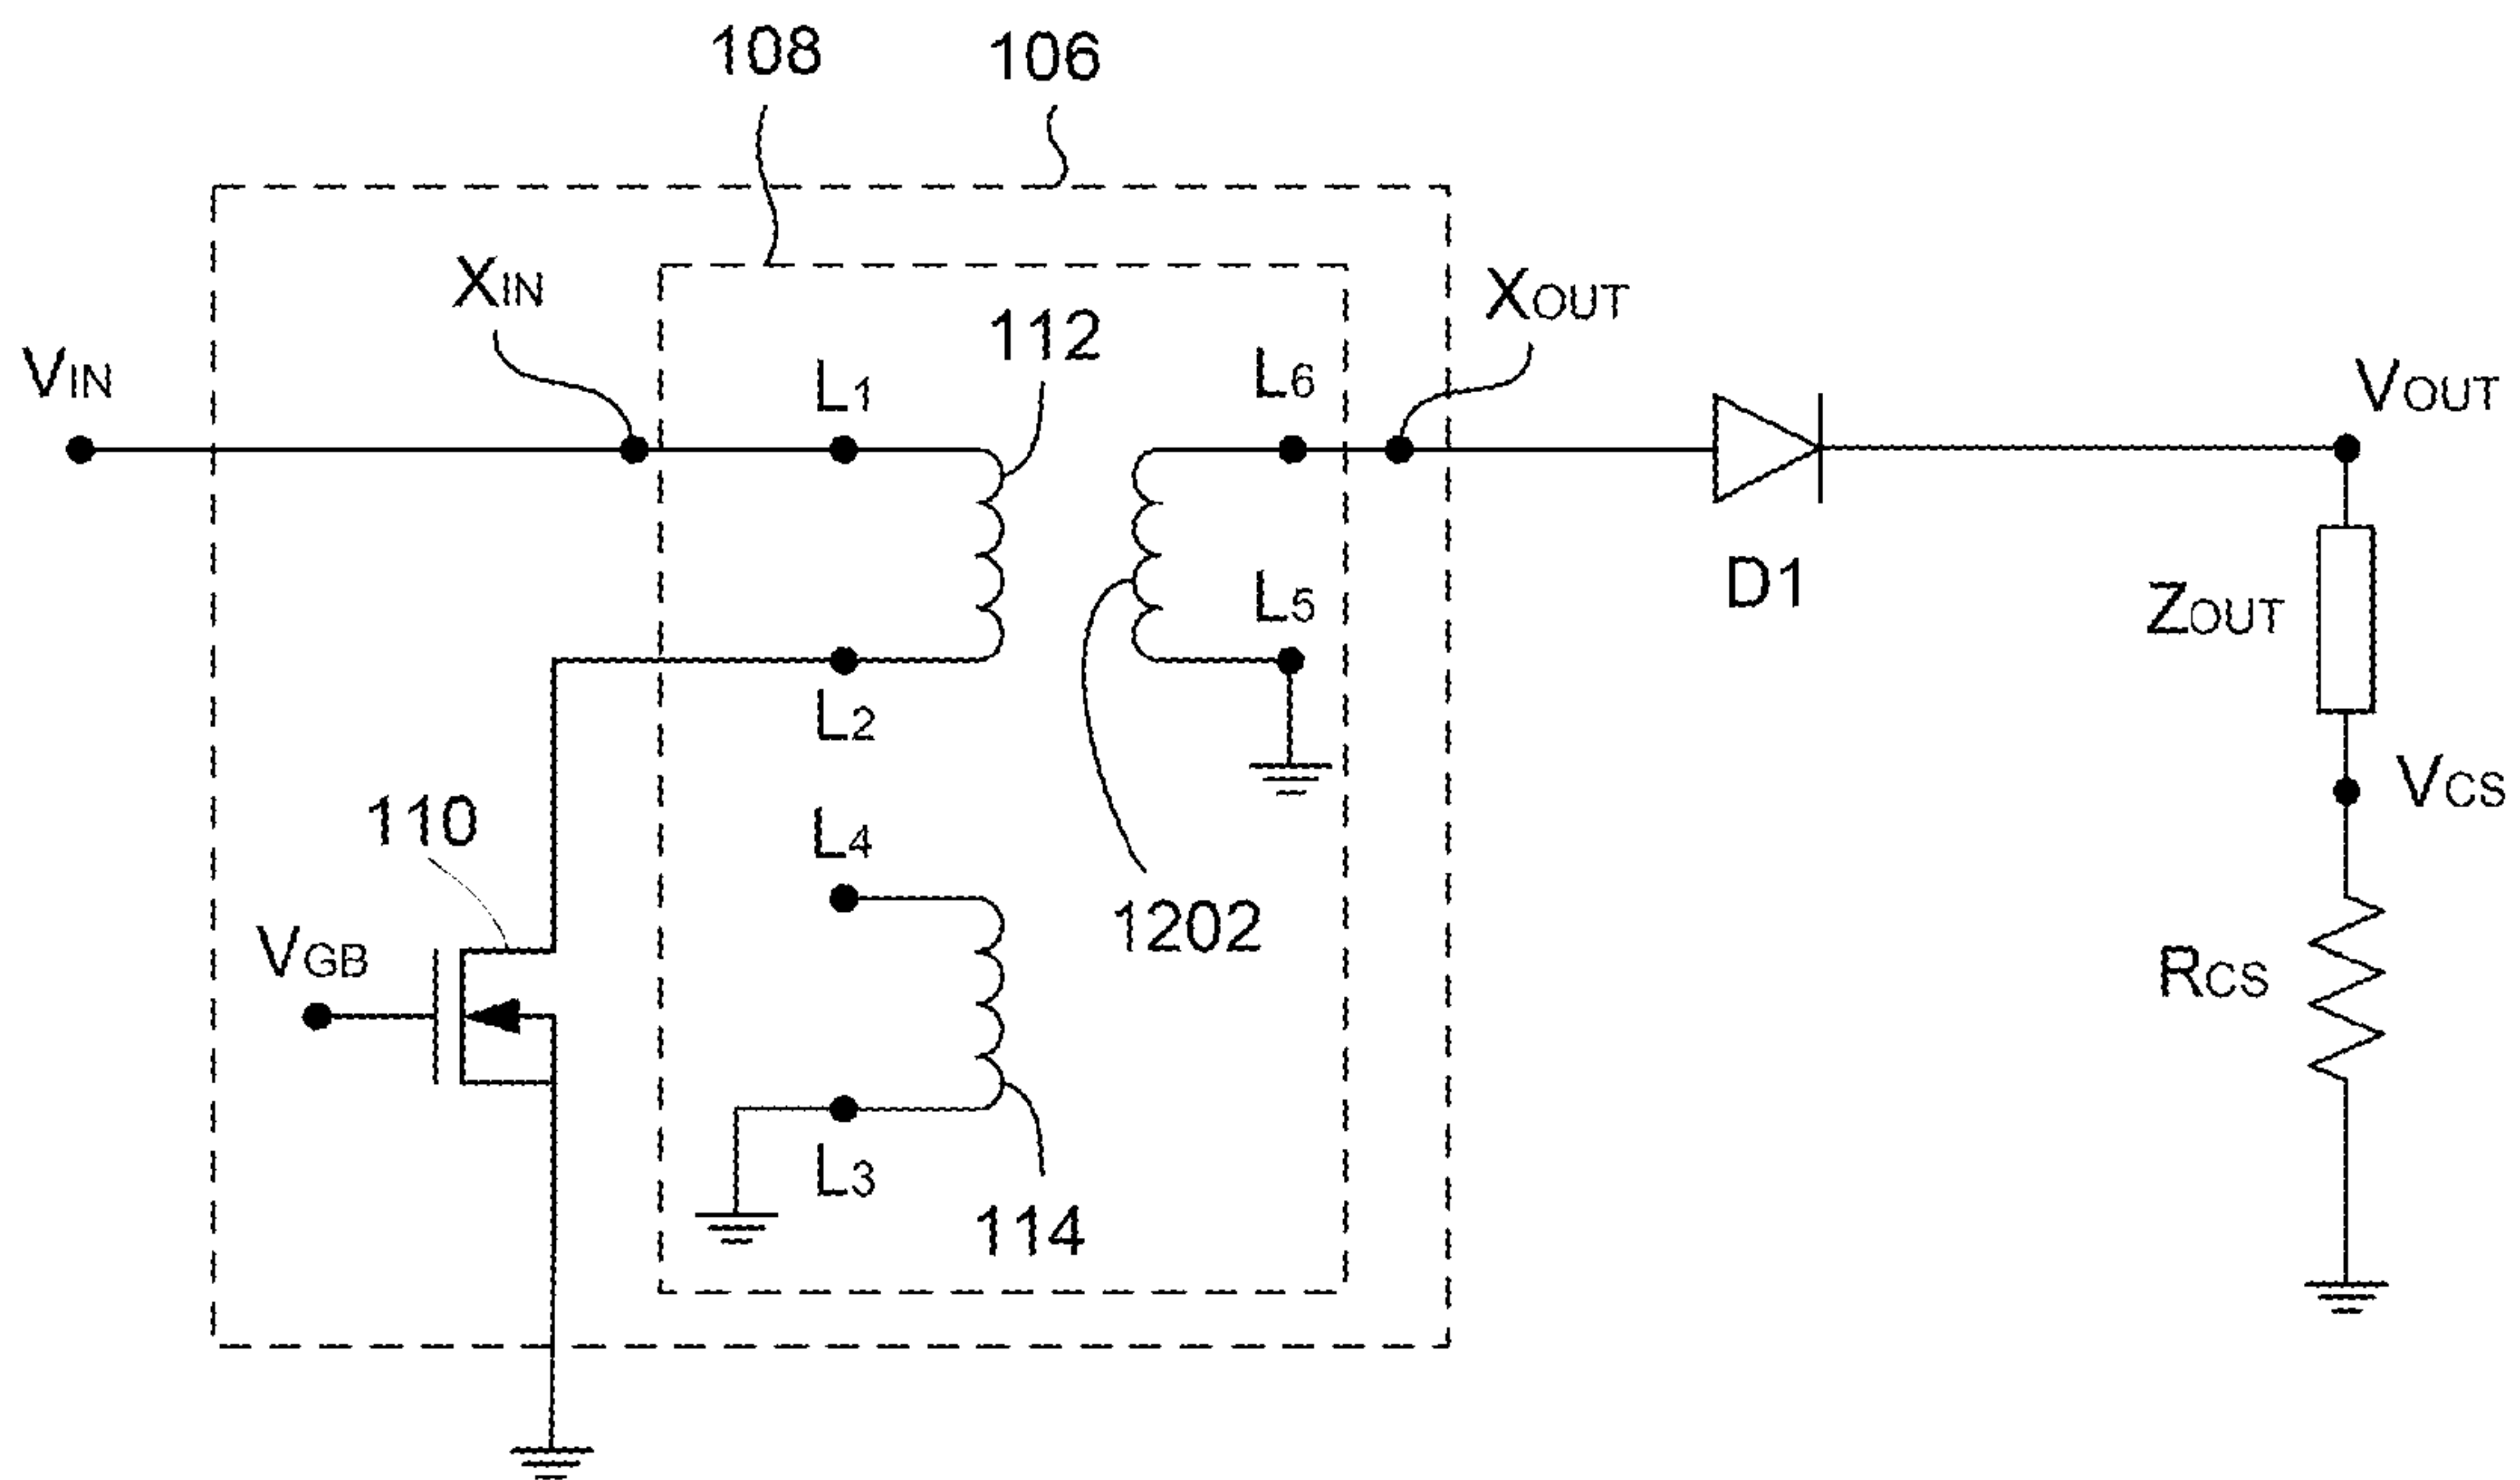 108
106
XIN
XOUT
112
VIN
L1
L6
VOUT
D1
L5
ZOUT
L2
VCS
110
L4
VGB
1202
RCS
L3
114